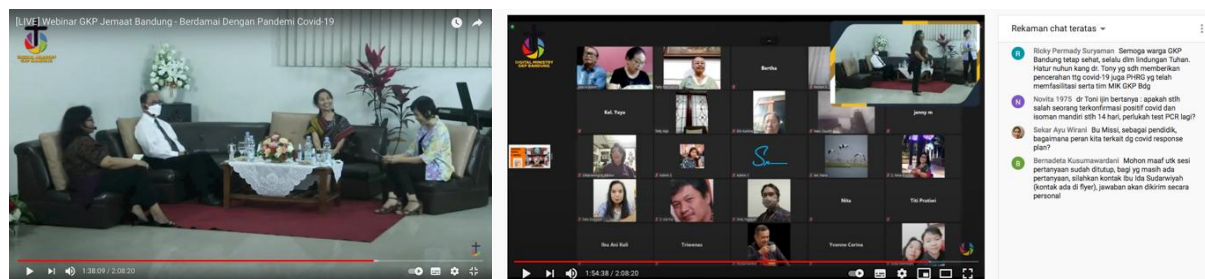 [LIVE] Webinar GKP Jemaat Bandung - Berdamai Dengan Pandemi Covid-19
1:38:09 / 2:08:20
DIGITAL MINISTRY
GKP BANDUNG
Bertha
Kel. Yaya
jenny m
Nita
Titi Pratiwi
Ibu Ani Koli
Triwenas
Yvonne Corina
1:54:38 / 2:08:20
Rekaman chat teratas
Ricky Permady Suryaman Semoga warga GKP
Bandung tetap sehat, selalu dlm lindungan Tuhan.
Hatur nuhun kang dr. Tony yg sdh memberikan
pencerahan ttg covid-19 juga PHRG yg telah
memfasilitasi serta tim MIK GKP Bdg
Novita 1975 dr Toni ijin bertanya : apakah stlh
salah seorang terkonfirmasi positif covid dan
isoman mandiri stlh 14 hari, perlukah test PCR lagi?
Sekar Ayu Wirani Bu Missi, sebagai pendidik,
bagaimana peran kita terkait dg covid response
plan?
Bernadeta Kusumawardani Mohon maaf utk sesi
pertanyaan sudah ditutup, bagi yg masih ada
pertanyaan, silahkan kontak Ibu Ida Sudarwiyah
(kontak ada di flyer), jawaban akan dikirim secara
personal